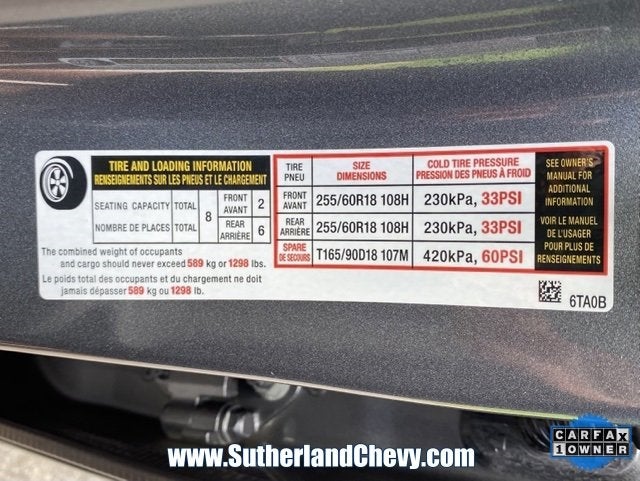 TIRE AND LOADING INFORMATION
RENSEIGNEMENTS SUR LES PNEUS ET LE CHARGEMENT
SEATING CAPACITY TOTAL
NOMBRE DE PLACES TOTAL
8
FRONT
AVANT
2
REAR
ARRIÈRE
6
The combined weight of occupants
and cargo should never exceed 589 kg or 1298 lbs.
Le poids total des occupants et du chargement ne doit
jamais dépasser 589 kg ou 1298 lbs.
TIRE
PNEU
SIZE
DIMENSIONS
COLD TIRE PRESSURE
PRESSION DES PNEUS À FROID
FRONT
AVANT
255/60R18 108H
230kPa, 33PSI
REAR
ARRIÈRE
255/60R18 108H
230kPa, 33PSI
SPARE
DE SECOURS
T165/90D18 107M
420kPa, 60PSI
SEE OWNER'S
MANUAL FOR
ADDITIONAL
INFORMATION
VOIR LE MANUEL
DE L'USAGER
POUR PLUS DE
RENSEIGNEMENTS
6TA0B
www.SutherlandChevy.com
CARFAX
1 OWNER